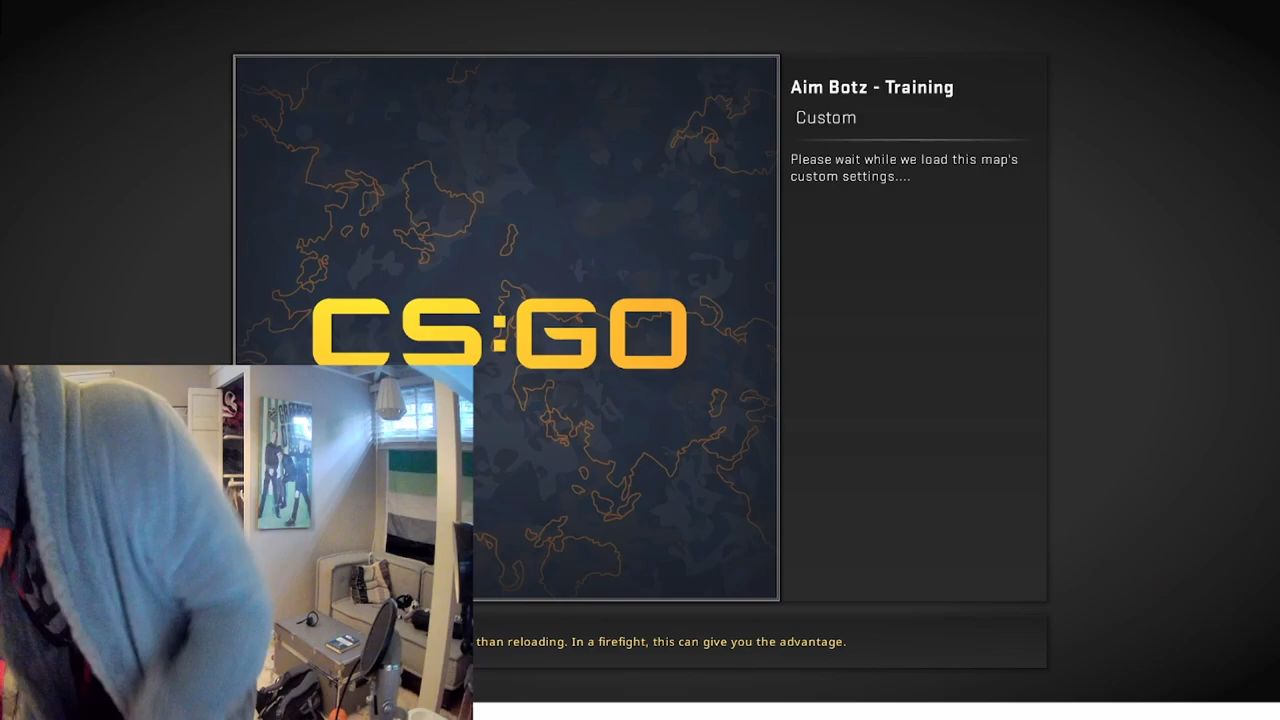 Aim Botz - Training
Custom
Please wait while we load this map's
custom settings....
CS:GO
than reloading. In a firefight, this can give you the advantage.